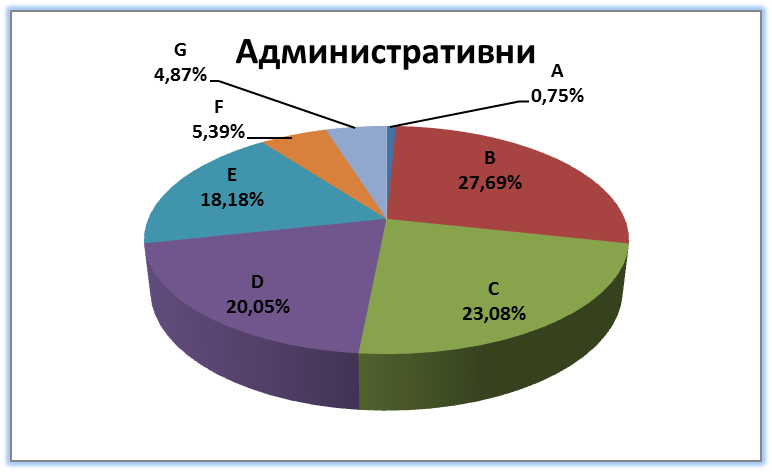 Административни
A
0,75%
B
27,69%
C
23,08%
D
20,05%
E
18,18%
F
5,39%
G
4,87%